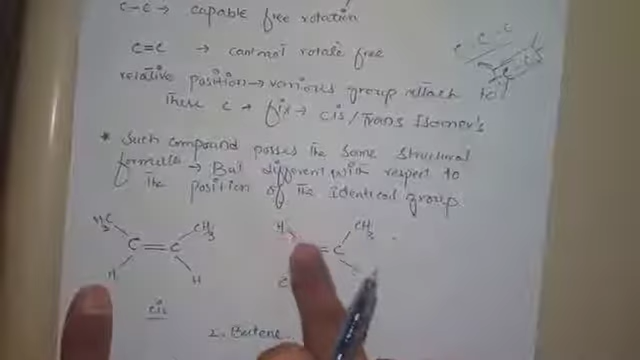 C-C → capable free rotation
C=C → cannot rotate free
relative position → various group attach to
These C → fix → cis/Trans Isomer's
* Such compound posses the same structural
formula → But different with respect to
The position of the Identical group
H3C CH3 H CH3
C=C =C
H H C
cis
2. Butene